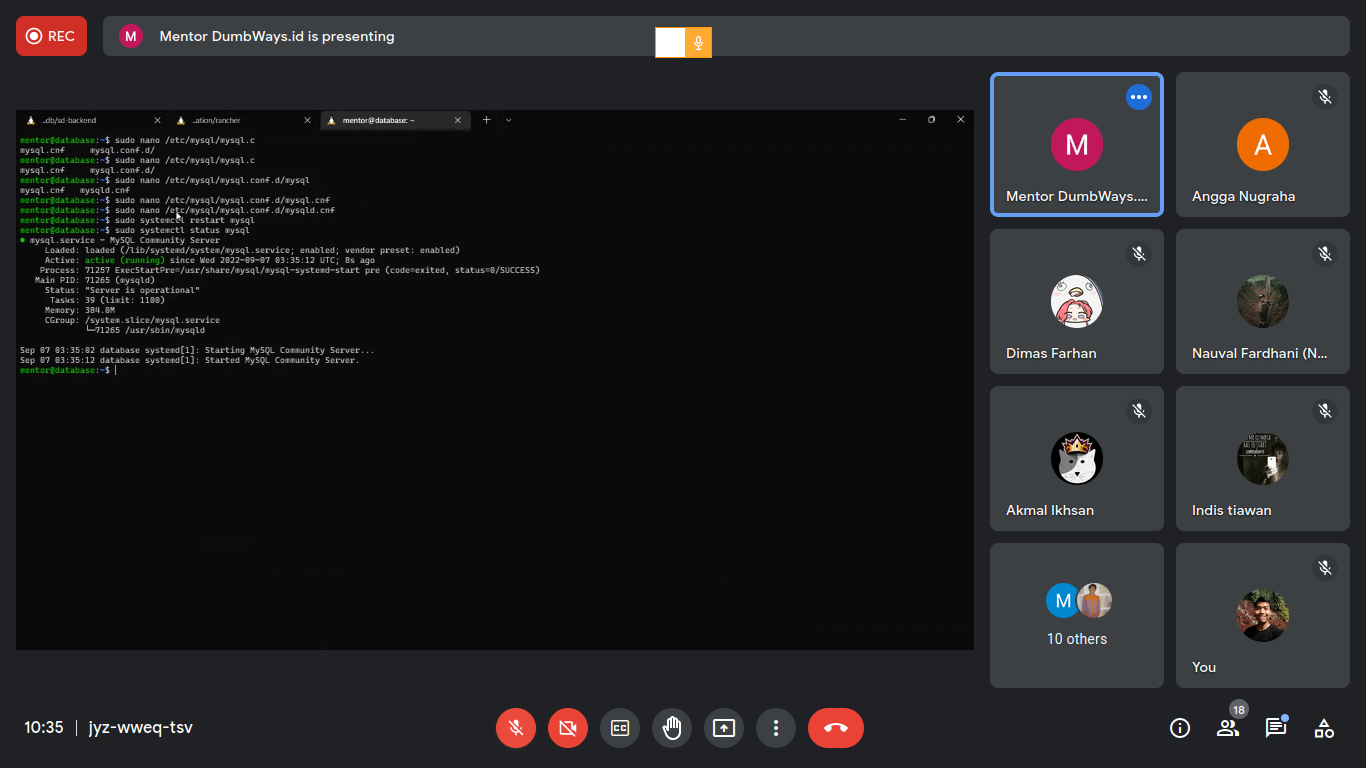 REC
M
Mentor DumbWays.id is presenting
..db/sd-backend
..ation/rancher
mentor@database: ~
mentor@database:~$ sudo nano /etc/mysql/mysql.c
mysql.cnf mysql.conf.d/
mentor@database:~$ sudo nano /etc/mysql/mysql.c
mysql.cnf mysql.conf.d/
mentor@database:~$ sudo nano /etc/mysql/mysql.conf.d/mysql
mysql.cnf mysqld.cnf
mentor@database:~$ sudo nano /etc/mysql/mysql.conf.d/mysql.cnf
mentor@database:~$ sudo nano /etc/mysql/mysql.conf.d/mysqld.cnf
mentor@database:~$ sudo systemctl restart mysql
mentor@database:~$ sudo systemctl status mysql
● mysql.service - MySQL Community Server
Loaded: loaded (/lib/systemd/system/mysql.service; enabled; vendor preset: enabled)
Active: active (running) since Wed 2022-09-07 03:35:12 UTC; 8s ago
Process: 71257 ExecStartPre=/usr/share/mysql/mysql-systemd-start pre (code=exited, status=0/SUCCESS)
Main PID: 71265 (mysqld)
Status: "Server is operational"
Tasks: 39 (limit: 1100)
Memory: 384.0M
CGroup: /system.slice/mysql.service
└─71265 /usr/sbin/mysqld
Sep 07 03:35:02 database systemd[1]: Starting MySQL Community Server...
Sep 07 03:35:12 database systemd[1]: Started MySQL Community Server.
mentor@database:~$
M
Mentor DumbWays....
A
Angga Nugraha
Dimas Farhan
Nauval Fardhani (N...
Akmal Ikhsan
Indis tiawan
M
10 others
You
10:35 | jyz-wweq-tsv
CC
18